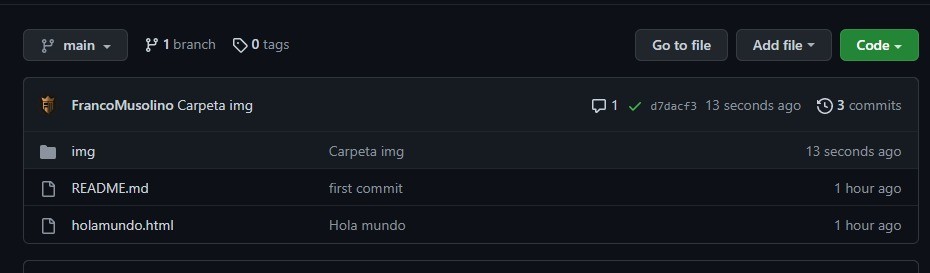 main 1 branch 0 tags Go to file Add file Code
FrancoMusolino Carpeta img 1 d7dacf3 13 seconds ago 3 commits
img Carpeta img 13 seconds ago
README.md first commit 1 hour ago
holamundo.html Hola mundo 1 hour ago